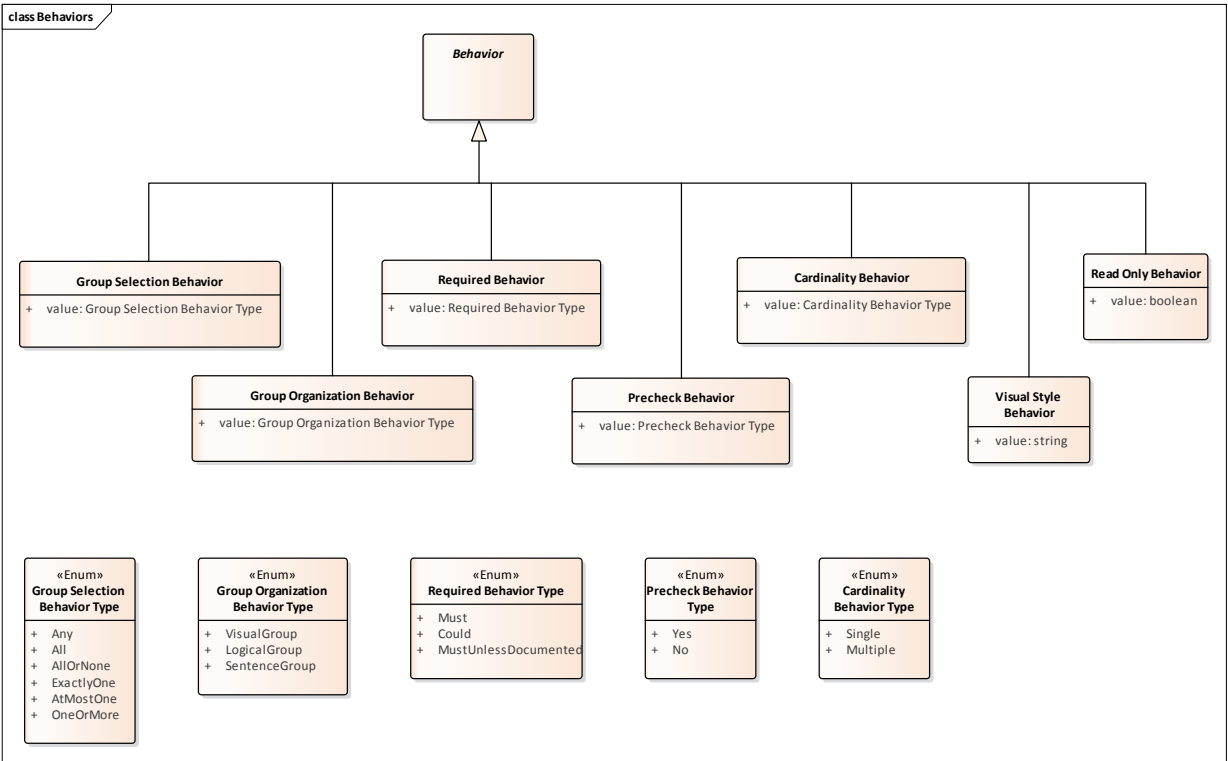 class Behaviors
Behavior
Group Selection Behavior
+ value: Group Selection Behavior Type
Required Behavior
+ value: Required Behavior Type
Cardinality Behavior
+ value: Cardinality Behavior Type
Read Only Behavior
+ value: boolean
Group Organization Behavior
+ value: Group Organization Behavior Type
Precheck Behavior
+ value: Precheck Behavior Type
Visual Style
Behavior
+ value: string
«Enum»
Group Selection
Behavior Type
+ Any
+ All
+ AllOrNone
+ ExactlyOne
+ AtMostOne
+ OneOrMore
«Enum»
Group Organization
Behavior Type
+ VisualGroup
+ LogicalGroup
+ SentenceGroup
«Enum»
Required Behavior Type
+ Must
+ Could
+ MustUnlessDocumented
«Enum»
Precheck Behavior
Type
+ Yes
+ No
«Enum»
Cardinality
Behavior Type
+ Single
+ Multiple